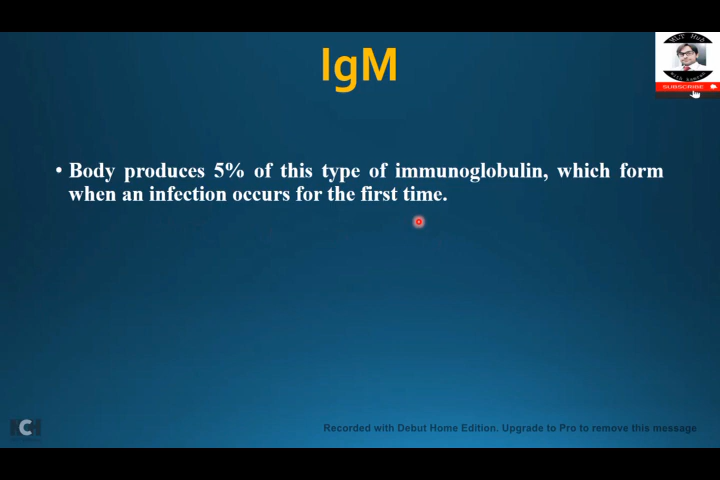 IgM
• Body produces 5% of this type of immunoglobulin, which form
when an infection occurs for the first time.
SUBSCRIBE
Recorded with Debut Home Edition. Upgrade to Pro to remove this message